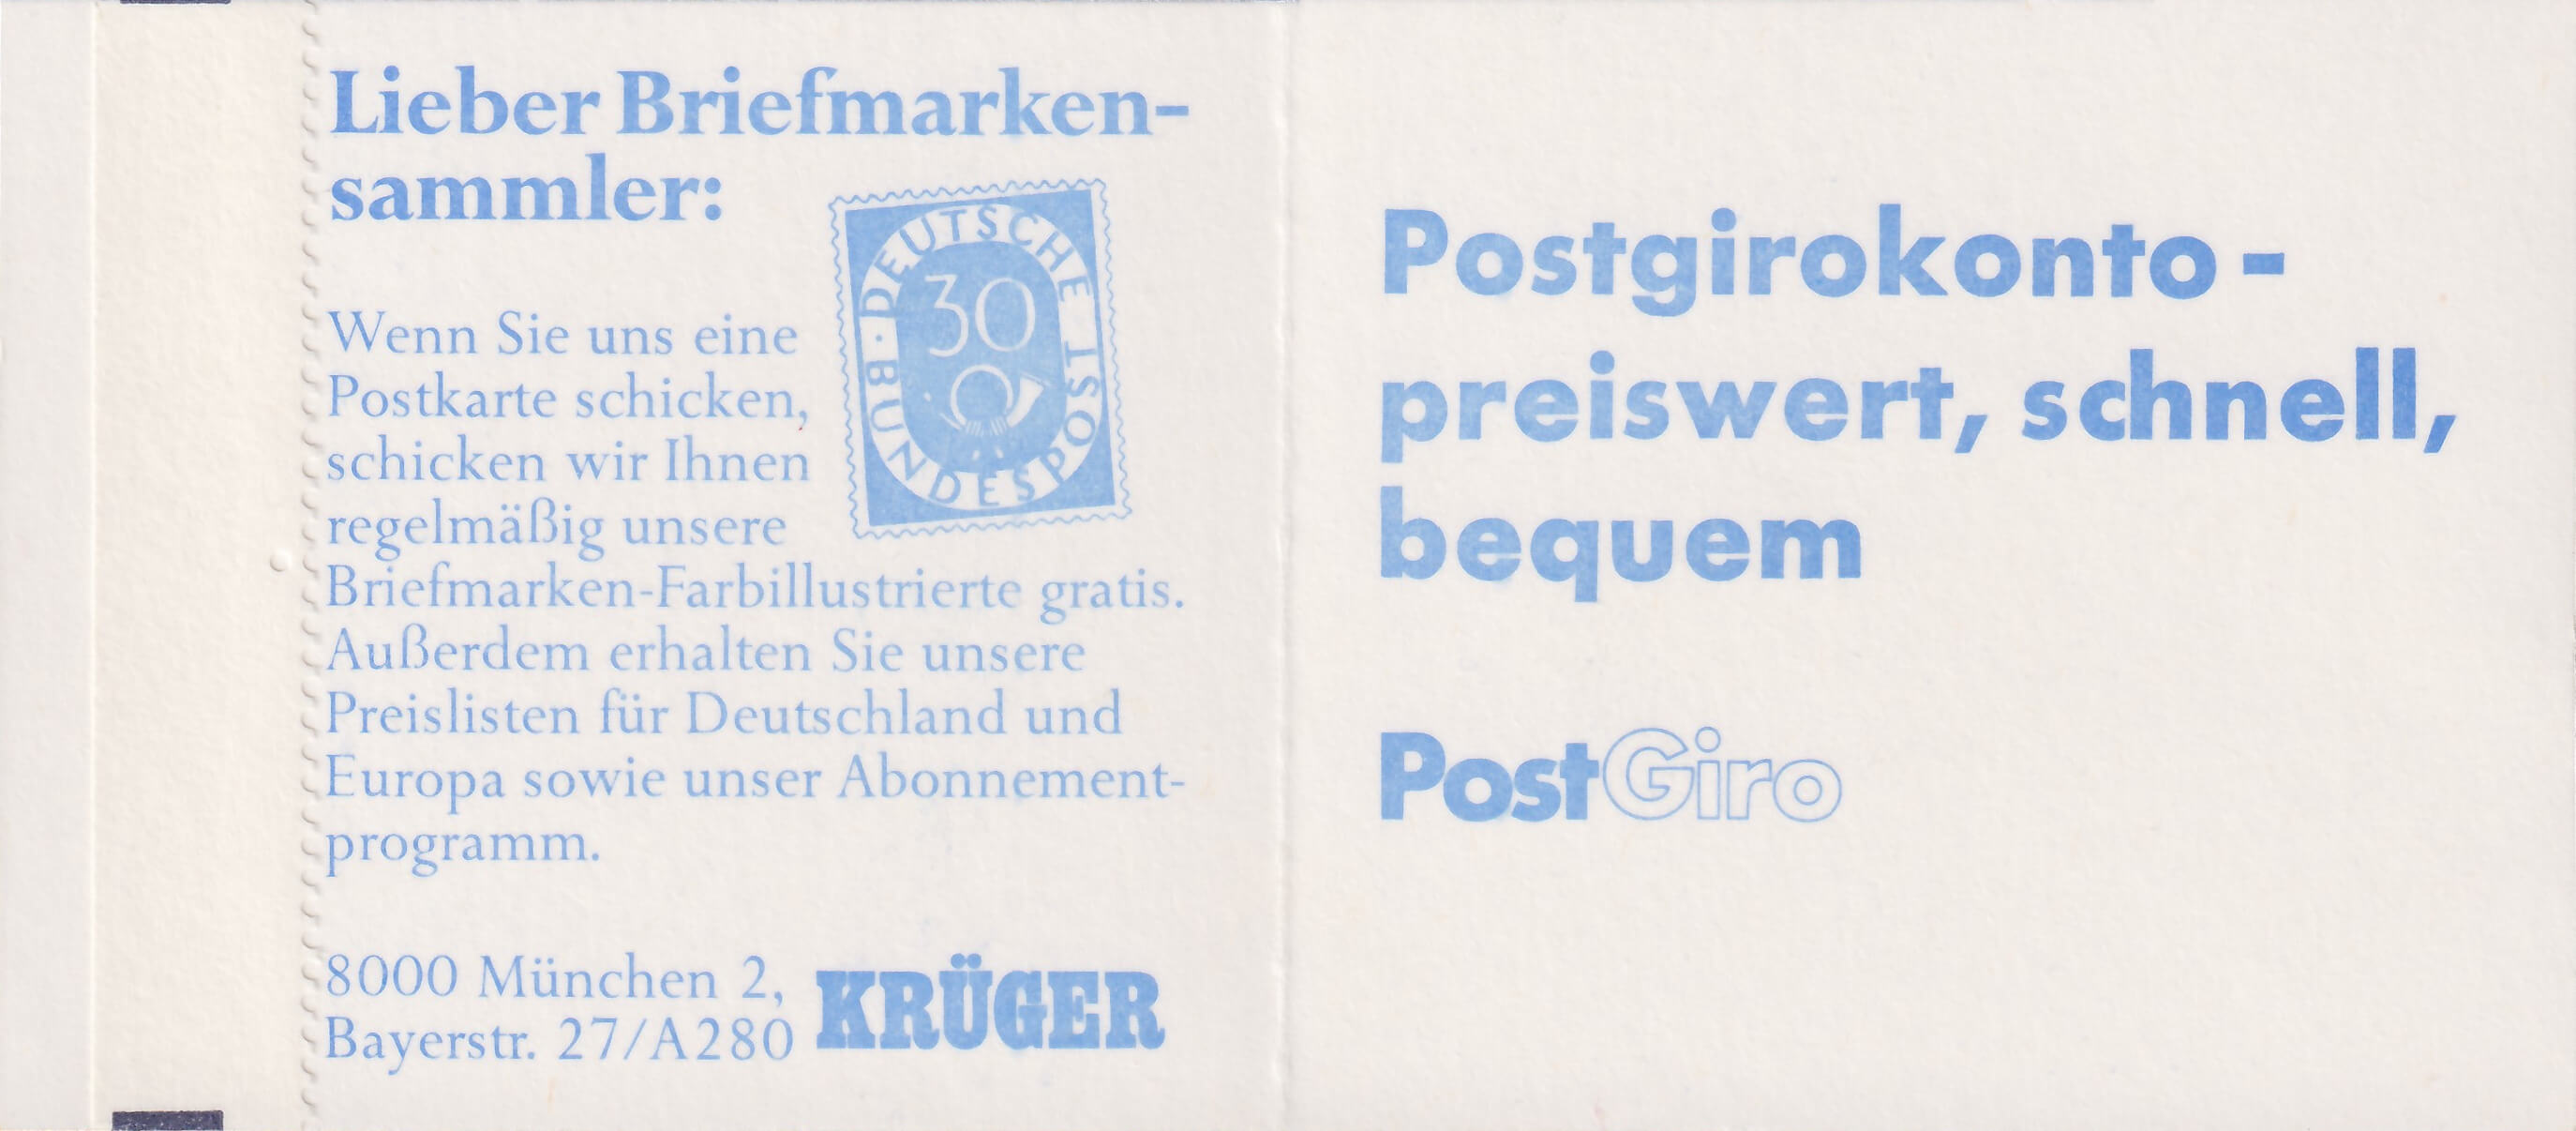 Lieber Briefmarken-
sammler:
Wenn Sie uns eine
Postkarte schicken,
schicken wir Ihnen
regelmäßig unsere
Briefmarken-Farbillustrierte gratis.
Außerdem erhalten Sie unsere
Preislisten für Deutschland und
Europa sowie unser Abonnement-
programm.
DEUTSCHE BUNDESPOST
30
8000 München 2,
Bayerstr. 27/A280
KRÜGER
Postgirokonto -
preiswert, schnell,
bequem
PostGiro